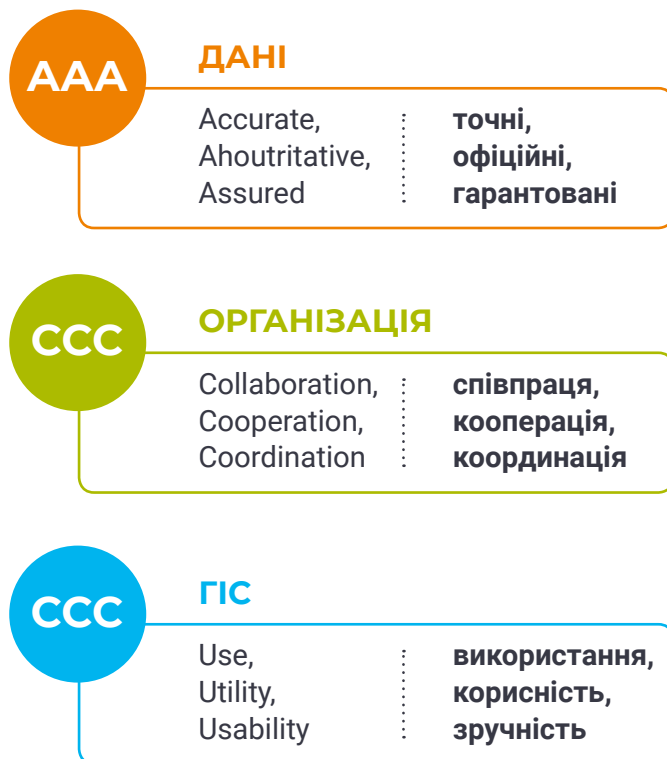 AAA
ДАНІ
Accurate, точні,
Ahoutritative, офіційні,
Assured гарантовані
CCC
ОРГАНІЗАЦІЯ
Collaboration, співпраця,
Cooperation, кооперація,
Coordination координація
CCC
ГІС
Use, використання,
Utility, корисність,
Usability зручність